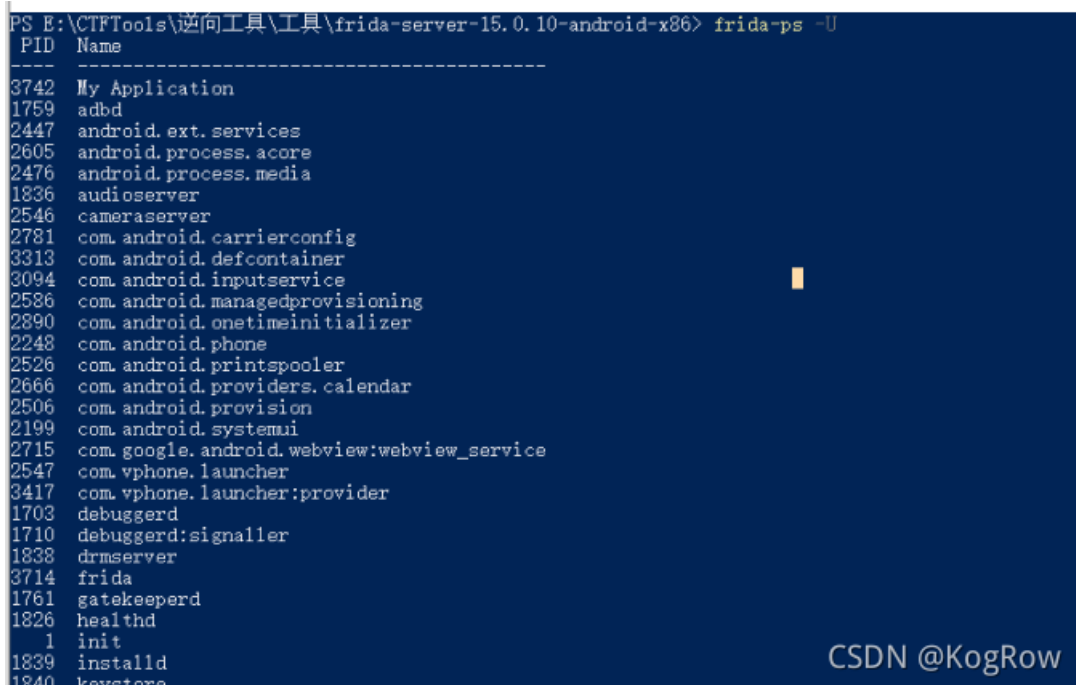 PS E:\CTFTools\逆向工具\工具\frida-server-15.0.10-android-x86> frida-ps -U
PID  Name
----  -----------------------------------------
3742  My Application
1759  adbd
2447  android.ext.services
2605  android.process.acore
2476  android.process.media
1836  audioserver
2546  cameraserver
2781  com.android.carrierconfig
3313  com.android.defcontainer
3094  com.android.inputservice
2586  com.android.managedprovisioning
2890  com.android.onetimeinitializer
2248  com.android.phone
2526  com.android.printspooler
2666  com.android.providers.calendar
2506  com.android.provision
2199  com.android.systemui
2715  com.google.android.webview:webview_service
2547  com.vphone.launcher
3417  com.vphone.launcher:provider
1703  debuggerd
1710  debuggerd:signaller
1838  drmserver
3714  frida
1761  gatekeeperd
1826  healthd
1  init
1839  installd
1840  keystore
CSDN @KogRow